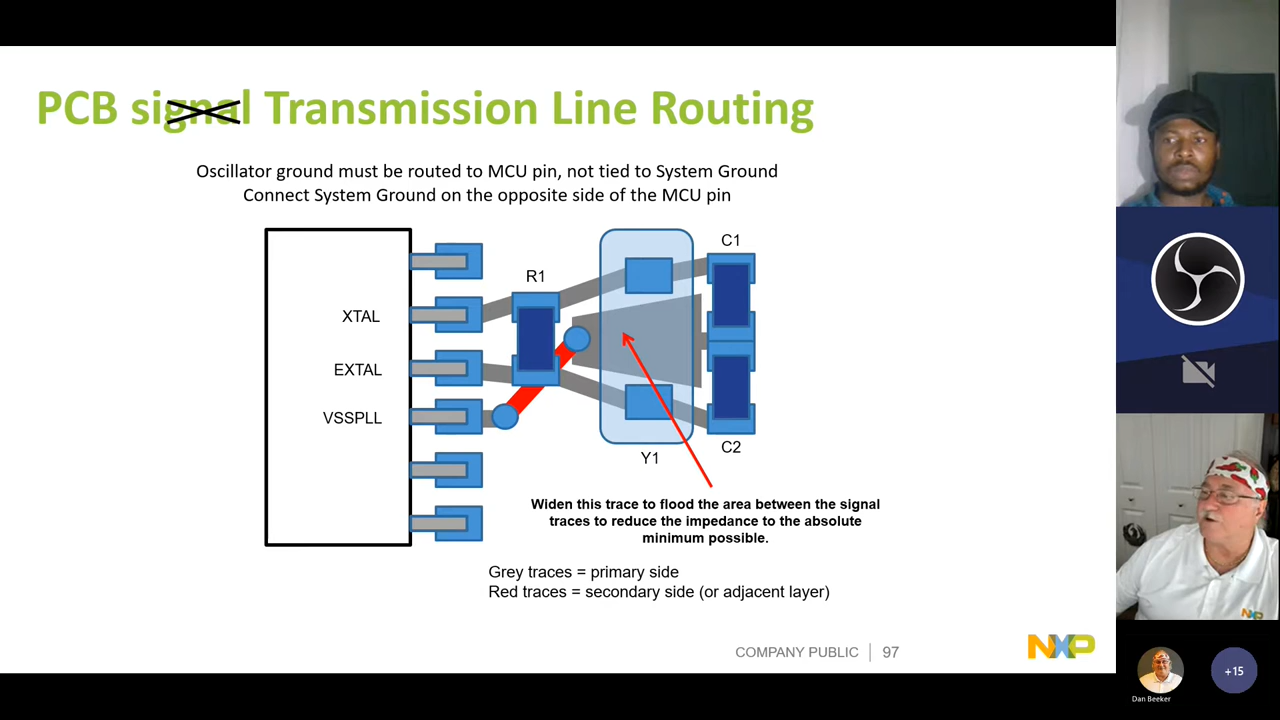 PCB signal Transmission Line Routing
Oscillator ground must be routed to MCU pin, not tied to System Ground
Connect System Ground on the opposite side of the MCU pin
C1
R1
XTAL
EXTAL
VSSPLL
Y1
C2
Widen this trace to flood the area between the signal
traces to reduce the impedance to the absolute
minimum possible.
Grey traces = primary side
Red traces = secondary side (or adjacent layer)
COMPANY PUBLIC | 97
NXP
NXP
Dan Beeker
+15